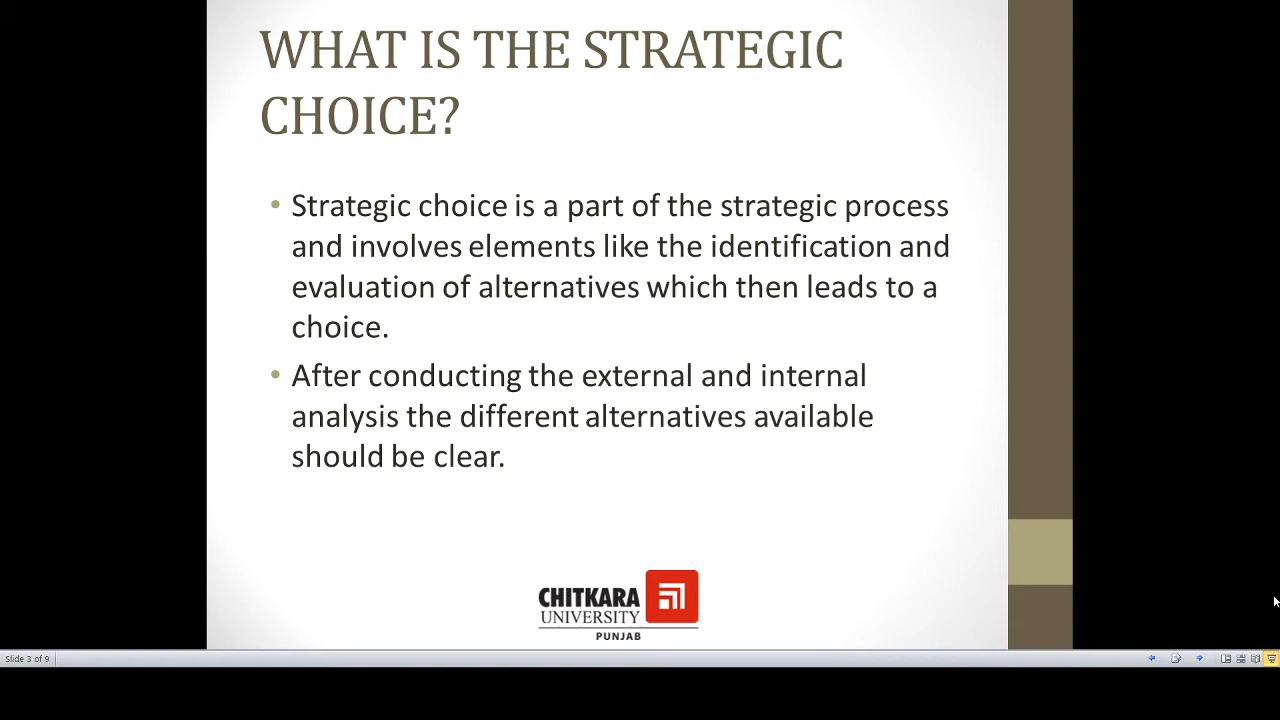 WHAT IS THE STRATEGIC
CHOICE?
• Strategic choice is a part of the strategic process
and involves elements like the identification and
evaluation of alternatives which then leads to a
choice.
• After conducting the external and internal
analysis the different alternatives available
should be clear.
CHITKARA
UNIVERSITY
PUNJAB
Slide 3 of 9